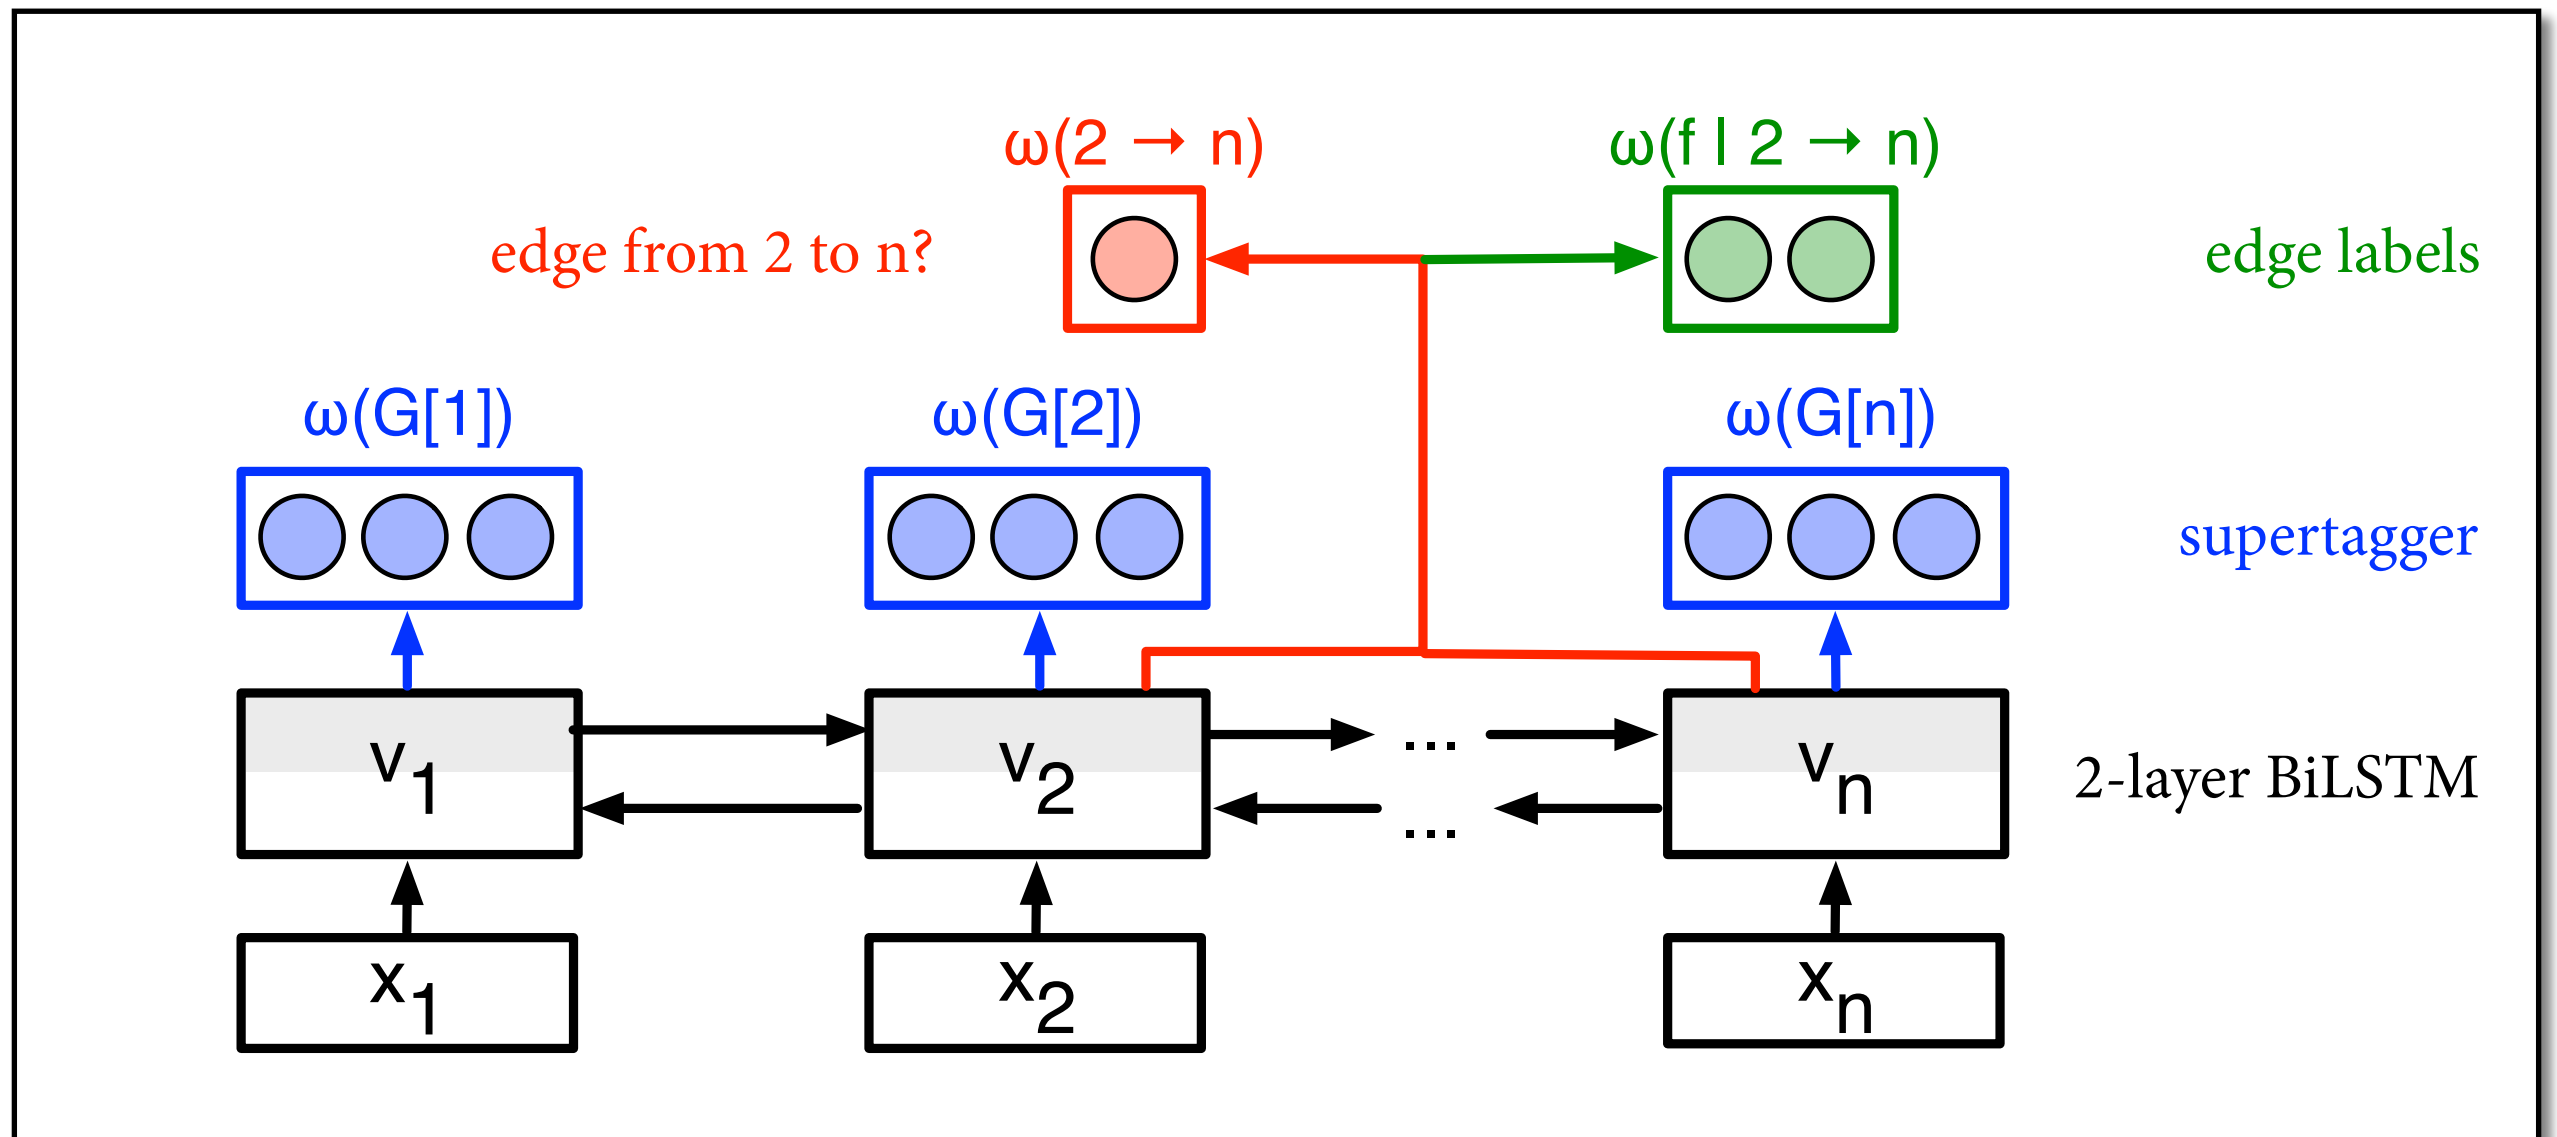 ω(2 → n)
ω(f | 2 → n)
edge from 2 to n?
edge labels
ω(G[1])
ω(G[2])
ω(G[n])
supertagger
v1
v2
...
...
vn
2-layer BiLSTM
x1
x2
xn